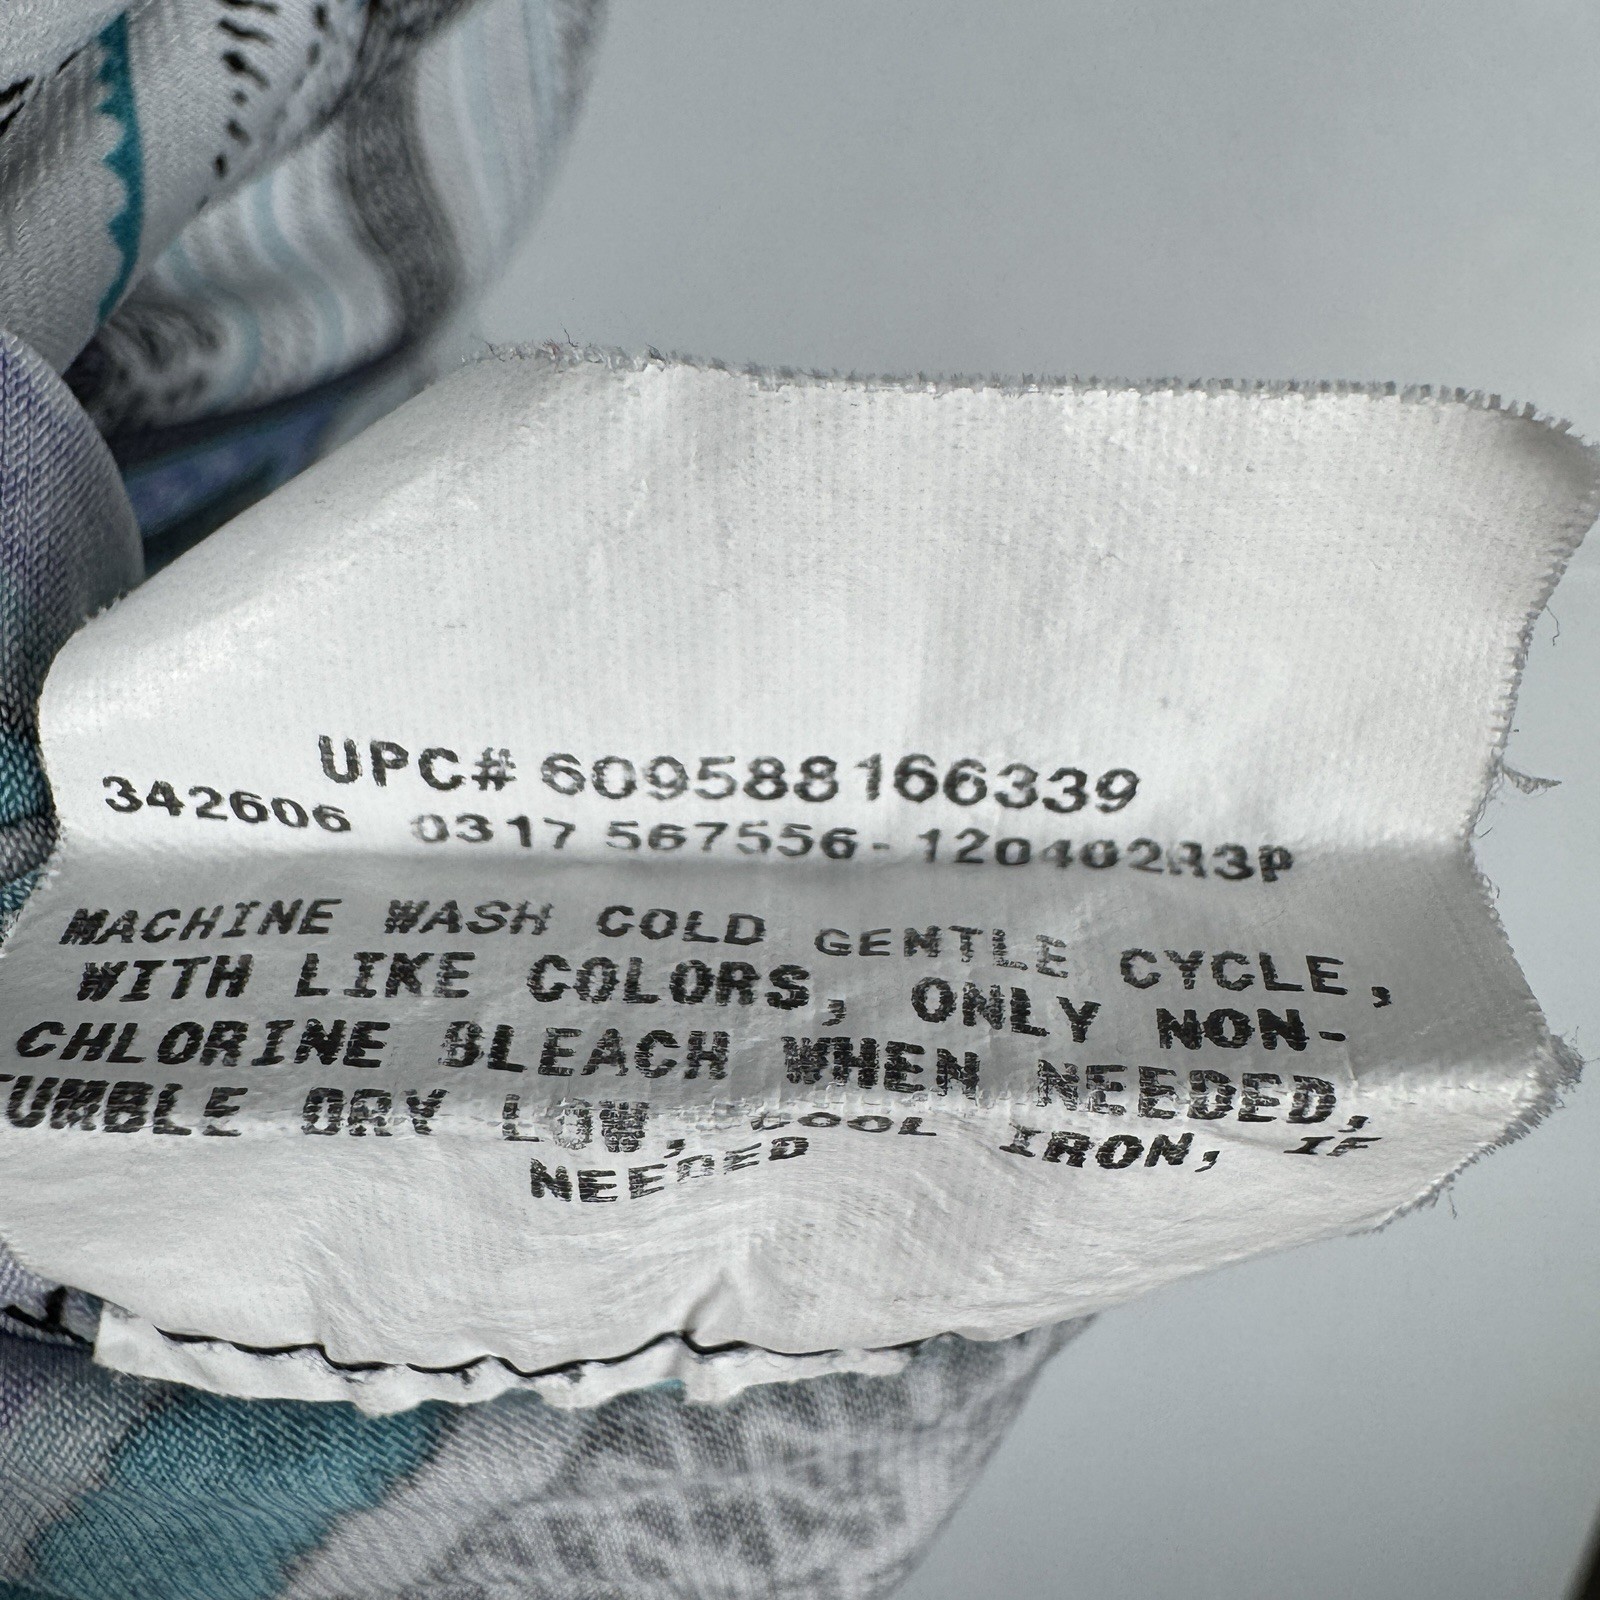 UPC# 609588166339
342606 0317 567556-120402R3P
MACHINE WASH COLD GENTLE CYCLE,
WITH LIKE COLORS, ONLY NON-
CHLORINE BLEACH WHEN NEEDED,
TUMBLE DRY LOW, COOL IRON, IF
NEEDED